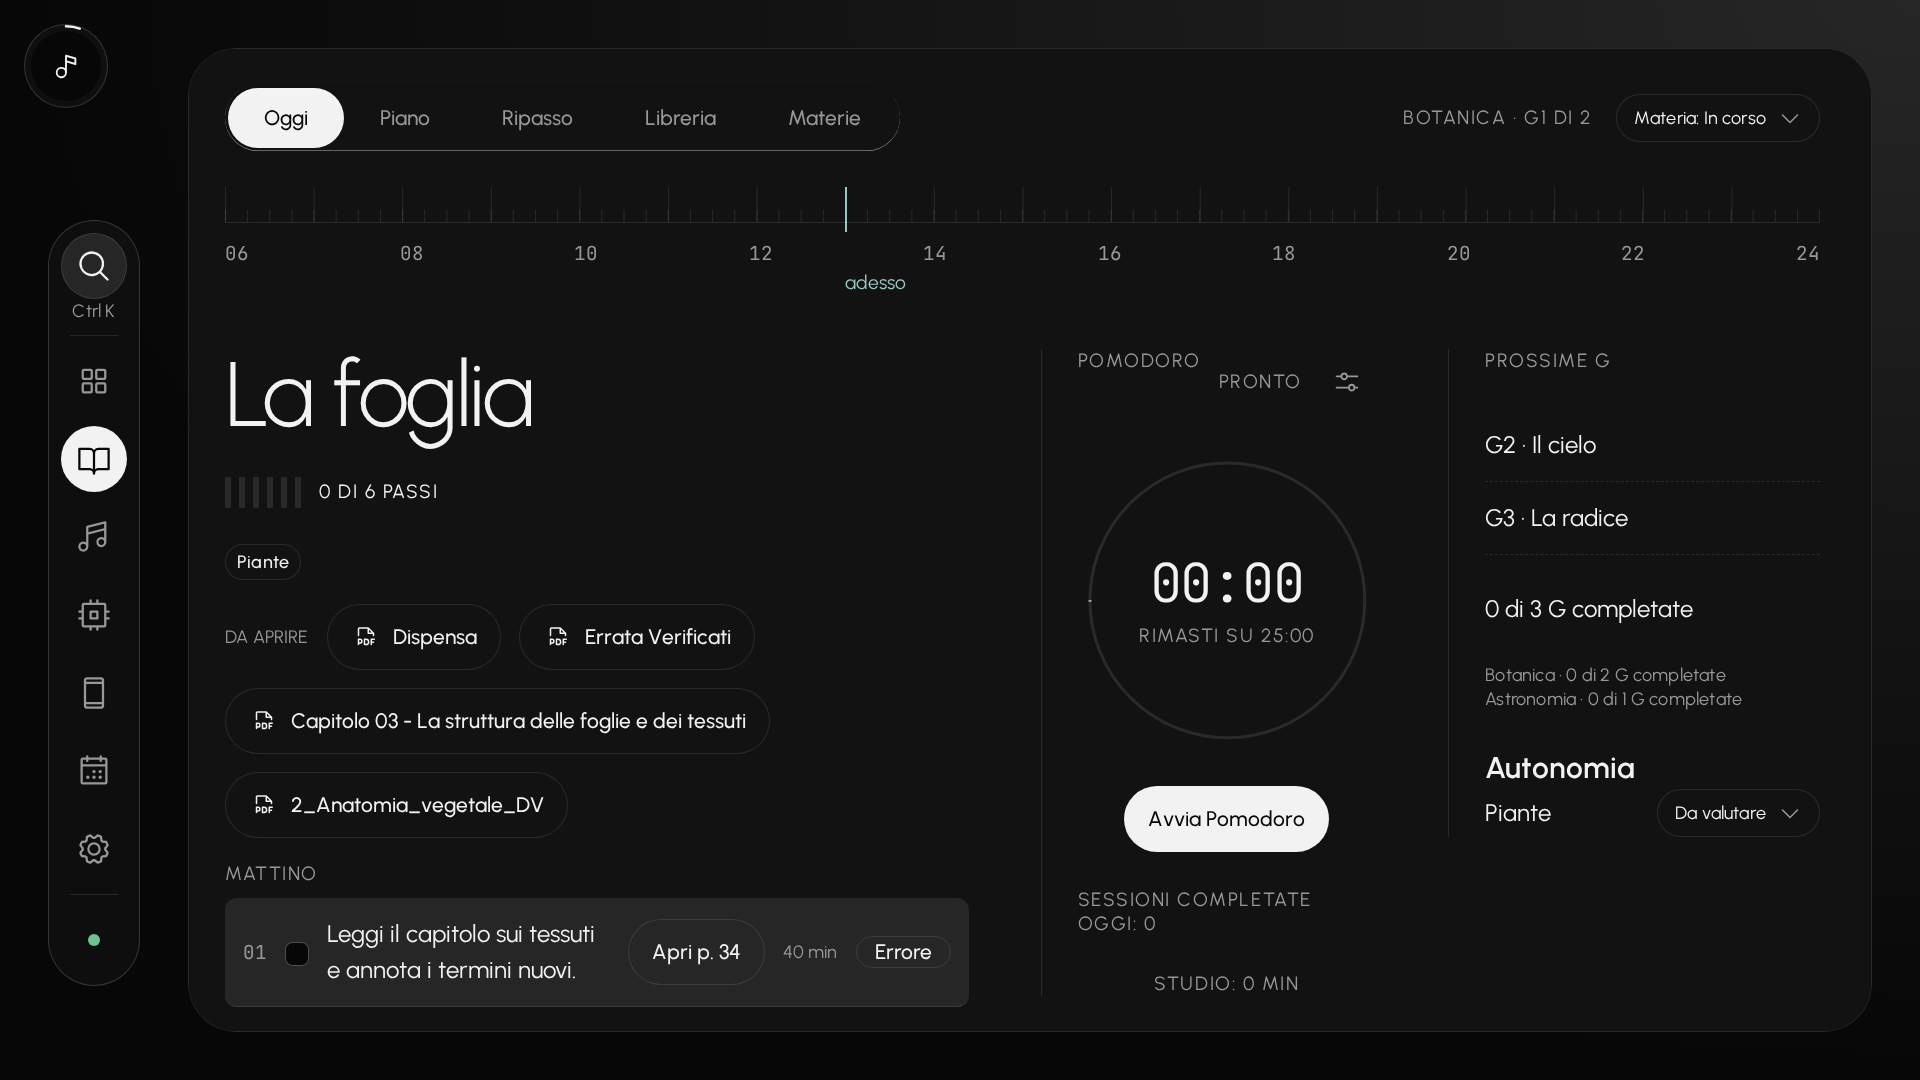 Oggi
Piano
Ripasso
Libreria
Materie
BOTANICA · G1 DI 2
Materia: In corso
06 08 10 12 14 16 18 20 22 24
adesso
Ctrl K
La foglia
0 DI 6 PASSI
Piante
DA APRIRE
Dispensa
Errata Verificati
Capitolo 03 - La struttura delle foglie e dei tessuti
2_Anatomia_vegetale_DV
MATTINO
01
Leggi il capitolo sui tessuti
e annota i termini nuovi.
Apri p. 34
40 min
Errore
POMODORO
PRONTO
00:00
RIMASTI SU 25:00
Avvia Pomodoro
SESSIONI COMPLETATE
OGGI: 0
STUDIO: 0 MIN
PROSSIME G
G2 · Il cielo
G3 · La radice
0 di 3 G completate
Botanica · 0 di 2 G completate
Astronomia · 0 di 1 G completate
Autonomia
Piante
Da valutare